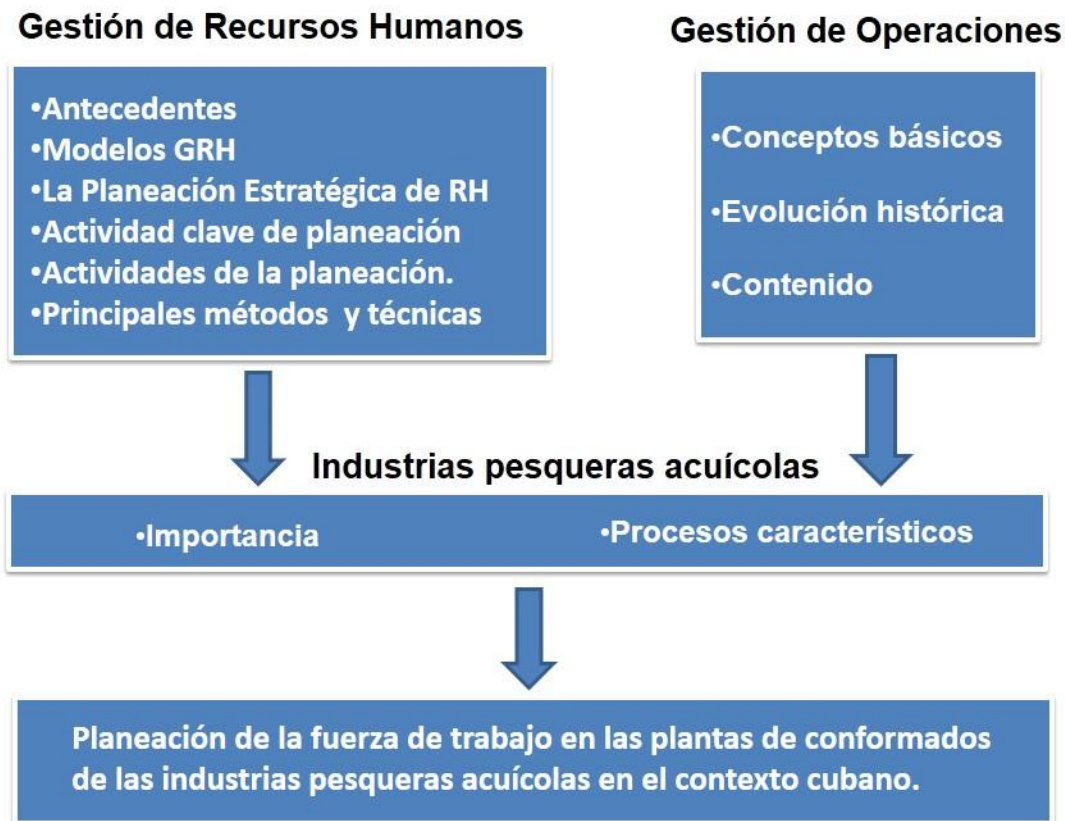 Gestión de Recursos Humanos
•Antecedentes
•Modelos GRH
•La Planeación Estratégica de RH
•Actividad clave de planeación
•Actividades de la planeación.
•Principales métodos y técnicas
Gestión de Operaciones
•Conceptos básicos
•Evolución histórica
•Contenido
Industrias pesqueras acuícolas
•Importancia
•Procesos característicos
Planeación de la fuerza de trabajo en las plantas de conformados
de las industrias pesqueras acuícolas en el contexto cubano.